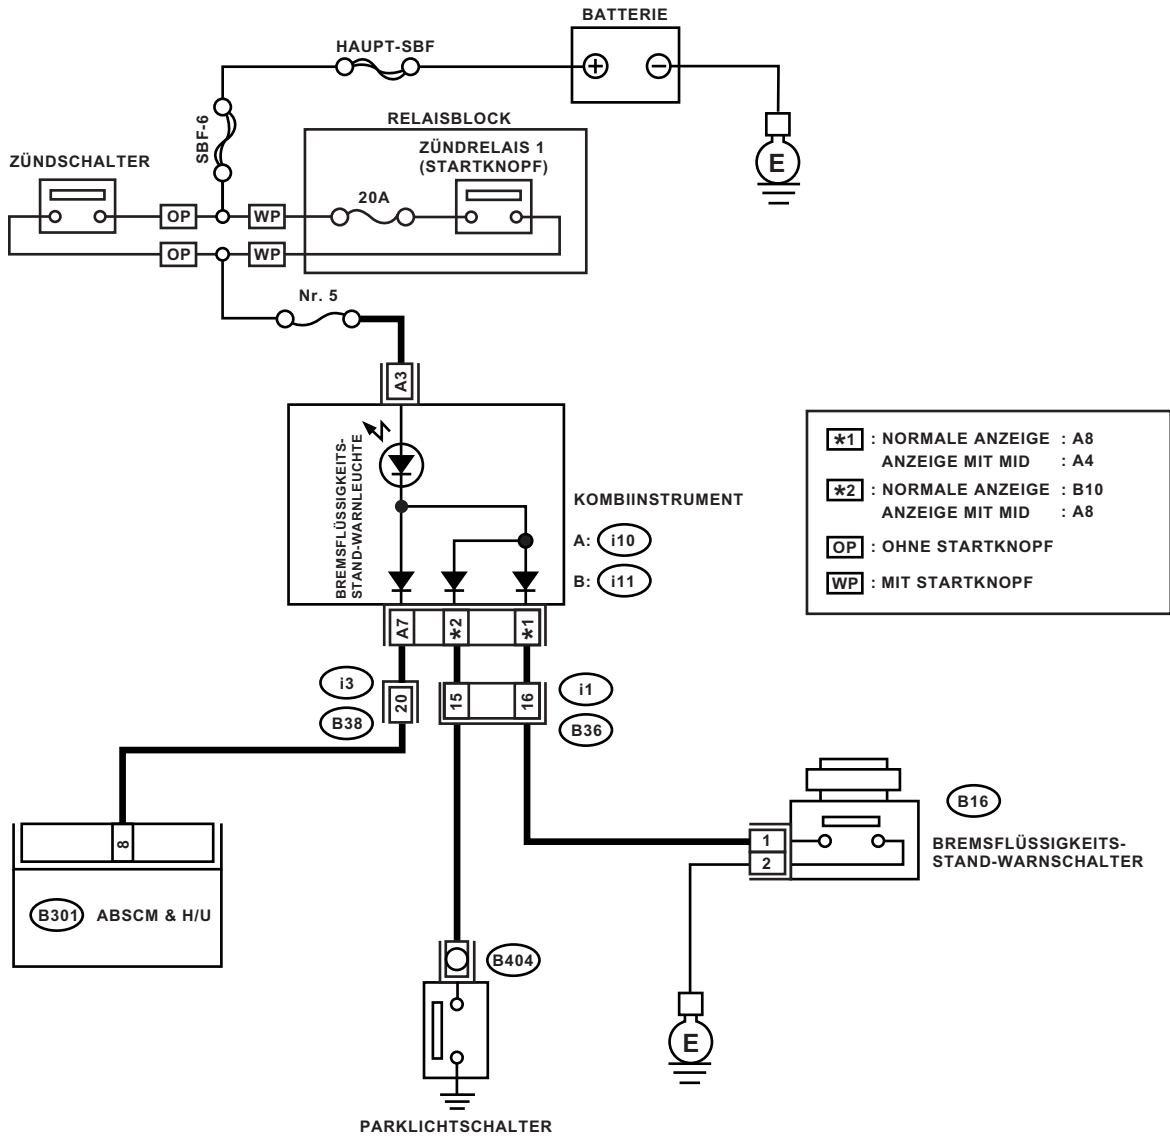 BATTERIE
HAUPT-SBF
SBF-6
RELAISBLOCK
ZÜNDSCHALTER
ZÜNDRELAIS 1
(STARTKNOPF)
20A
OP
WP
OP
WP
E
Nr. 5
A3
BREMSFLÜSSIGKEITS-
STAND-WARNLEUCHTE
KOMBIINSTRUMENT
A: i10
B: i11
*1 : NORMALE ANZEIGE : A8
ANZEIGE MIT MID : A4
*2 : NORMALE ANZEIGE : B10
ANZEIGE MIT MID : A8
OP : OHNE STARTKNOPF
WP : MIT STARTKNOPF
A7
*2
*1
i3
B38
20
15
16
i1
B36
8
B301 ABSCM & H/U
B16
1
2
BREMSFLÜSSIGKEITS-
STAND-WARNSCHALTER
B404
E
PARKLICHTSCHALTER